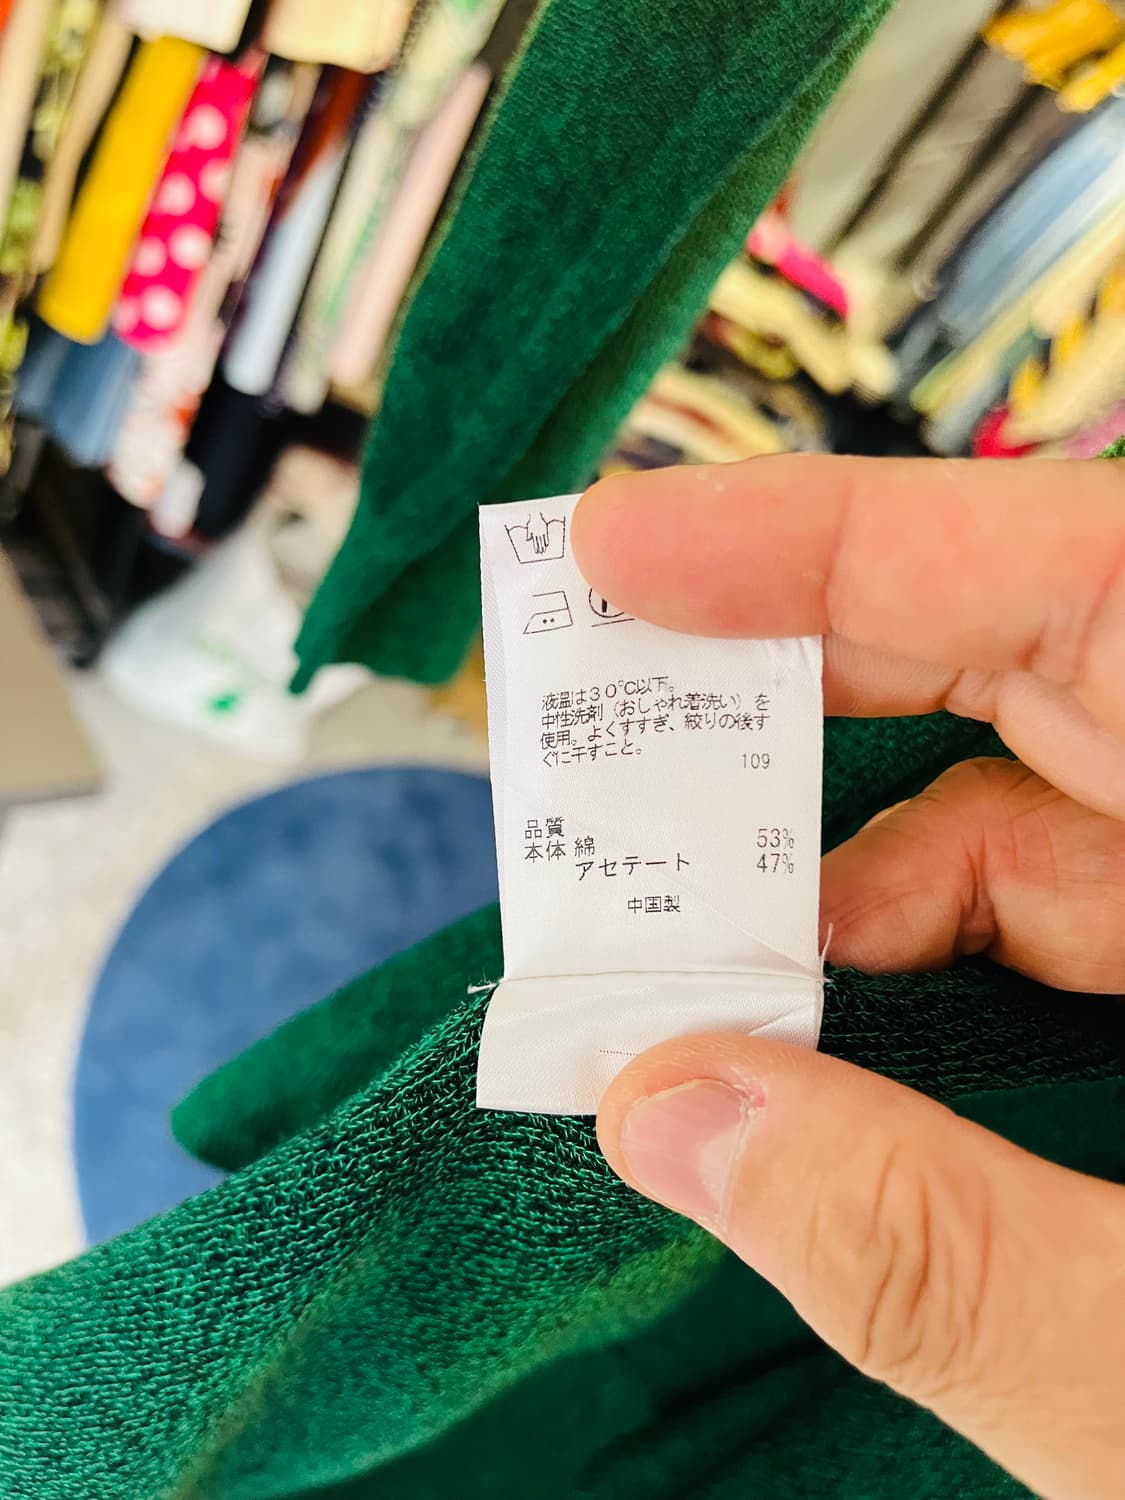 液温は30℃以下。
中性洗剤（おしゃれ着洗い）を
使用。よくすすぎ、絞りの後す
ぐに干すこと。
109
品質
本体 綿 53%
アセテート 47%
中国製